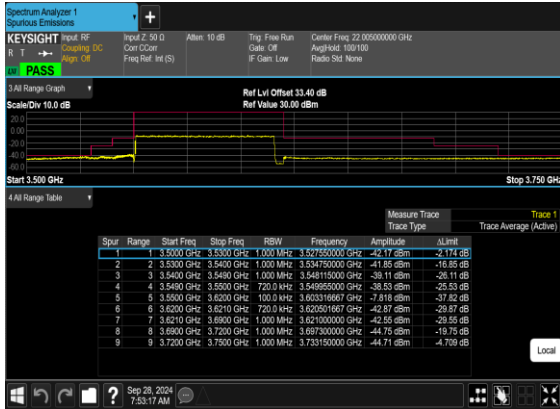 Spectrum Analyzer 1
Spurious Emissions
+
KEYSIGHT Input: RF Input Z: 50 Ω Atten: 10 dB Trig: Free Run Center Freq: 22.005000000 GHz
R T Coupling: DC Corr CCorr Gate: Off Avg|Hold: 100/100
Align: Off Freq Ref: Int (S) IF Gain: Low Radio Std: None
PASS
3 All Range Graph Ref Lvl Offset 33.40 dB
Scale/Div 10.0 dB Ref Value 30.00 dBm
20.0
0.00
-20.0
-40.0
-60.0
Start 3.500 GHz Stop 3.750 GHz
4 All Range Table
Measure Trace Trace 1
Trace Type Trace Average (Active)
Spur Range Start Freq Stop Freq RBW Frequency Amplitude ΔLimit
1 1 3.5000 GHz 3.5300 GHz 1.000 MHz 3.527550000 GHz -42.17 dBm -2.174 dB
2 2 3.5300 GHz 3.5400 GHz 1.000 MHz 3.534750000 GHz -41.85 dBm -16.85 dB
3 3 3.5400 GHz 3.5490 GHz 1.000 MHz 3.548115000 GHz -39.11 dBm -26.11 dB
4 4 3.5490 GHz 3.5500 GHz 720.0 kHz 3.549955000 GHz -38.53 dBm -25.53 dB
5 5 3.5500 GHz 3.6200 GHz 100.0 kHz 3.603316667 GHz -7.818 dBm -37.82 dB
6 6 3.6200 GHz 3.6210 GHz 720.0 kHz 3.620501667 GHz -42.87 dBm -29.87 dB
7 7 3.6210 GHz 3.6900 GHz 1.000 MHz 3.621000000 GHz -42.55 dBm -29.55 dB
8 8 3.6900 GHz 3.7200 GHz 1.000 MHz 3.697300000 GHz -44.75 dBm -19.75 dB
9 9 3.7200 GHz 3.7500 GHz 1.000 MHz 3.733150000 GHz -44.71 dBm -4.709 dB
Local
? Sep 28, 2024
7:53:17 AM